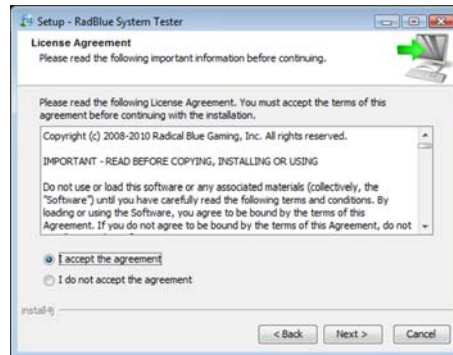 Setup - RadBlue System Tester
License Agreement
Please read the following important information before continuing.
Please read the following License Agreement. You must accept the terms of this
agreement before continuing with the installation.
Copyright (c) 2008-2010 Radical Blue Gaming, Inc. All rights reserved.
IMPORTANT - READ BEFORE COPYING, INSTALLING OR USING
Do not use or load this software or any associated materials (collectively, the
"Software") until you have carefully read the following terms and conditions. By
loading or using the Software, you agree to be bound by the terms of this
Agreement. If you do not agree to be bound by the terms of this Agreement, do not
I accept the agreement
I do not accept the agreement
install4j
< Back
Next >
Cancel